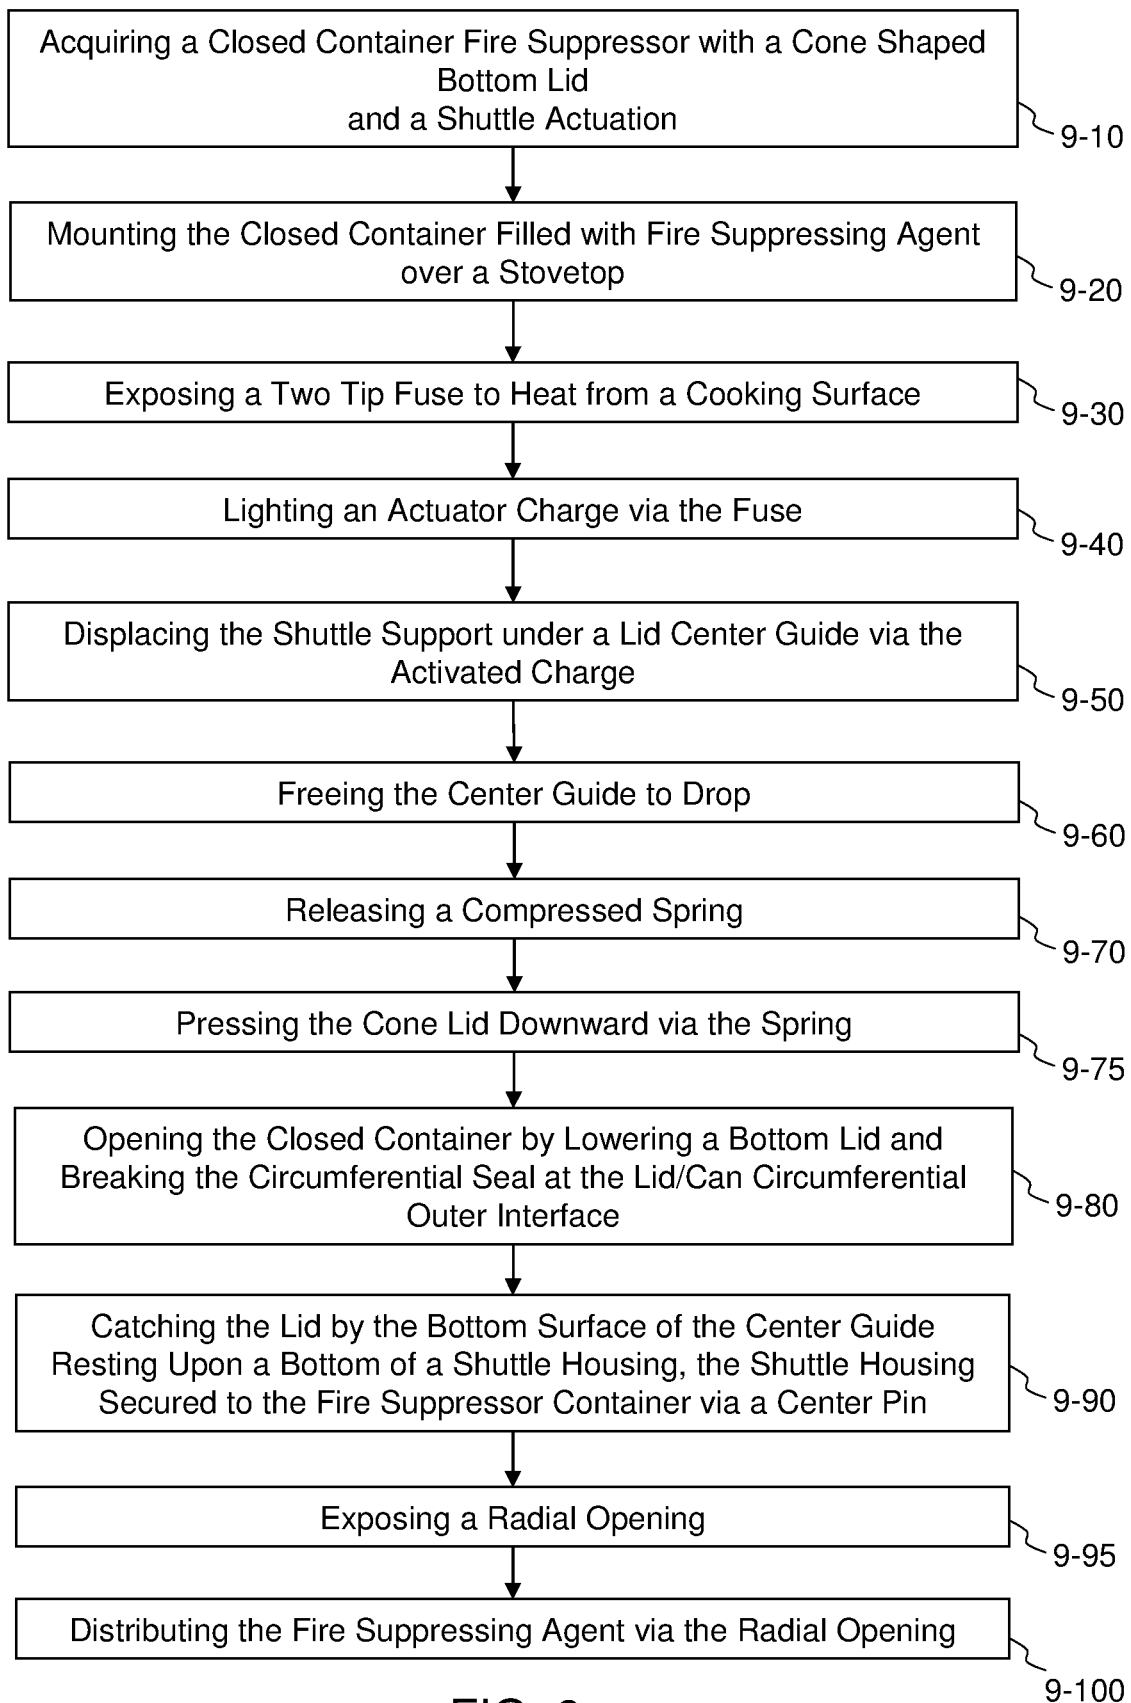 Acquiring a Closed Container Fire Suppressor with a Cone Shaped
Bottom Lid
and a Shuttle Actuation
9-10
Mounting the Closed Container Filled with Fire Suppressing Agent
over a Stovetop
9-20
Exposing a Two Tip Fuse to Heat from a Cooking Surface
9-30
Lighting an Actuator Charge via the Fuse
9-40
Displacing the Shuttle Support under a Lid Center Guide via the
Activated Charge
9-50
Freeing the Center Guide to Drop
9-60
Releasing a Compressed Spring
9-70
Pressing the Cone Lid Downward via the Spring
9-75
Opening the Closed Container by Lowering a Bottom Lid and
Breaking the Circumferential Seal at the Lid/Can Circumferential
Outer Interface
9-80
Catching the Lid by the Bottom Surface of the Center Guide
Resting Upon a Bottom of a Shuttle Housing, the Shuttle Housing
Secured to the Fire Suppressor Container via a Center Pin
9-90
Exposing a Radial Opening
9-95
Distributing the Fire Suppressing Agent via the Radial Opening
9-100
FIG.